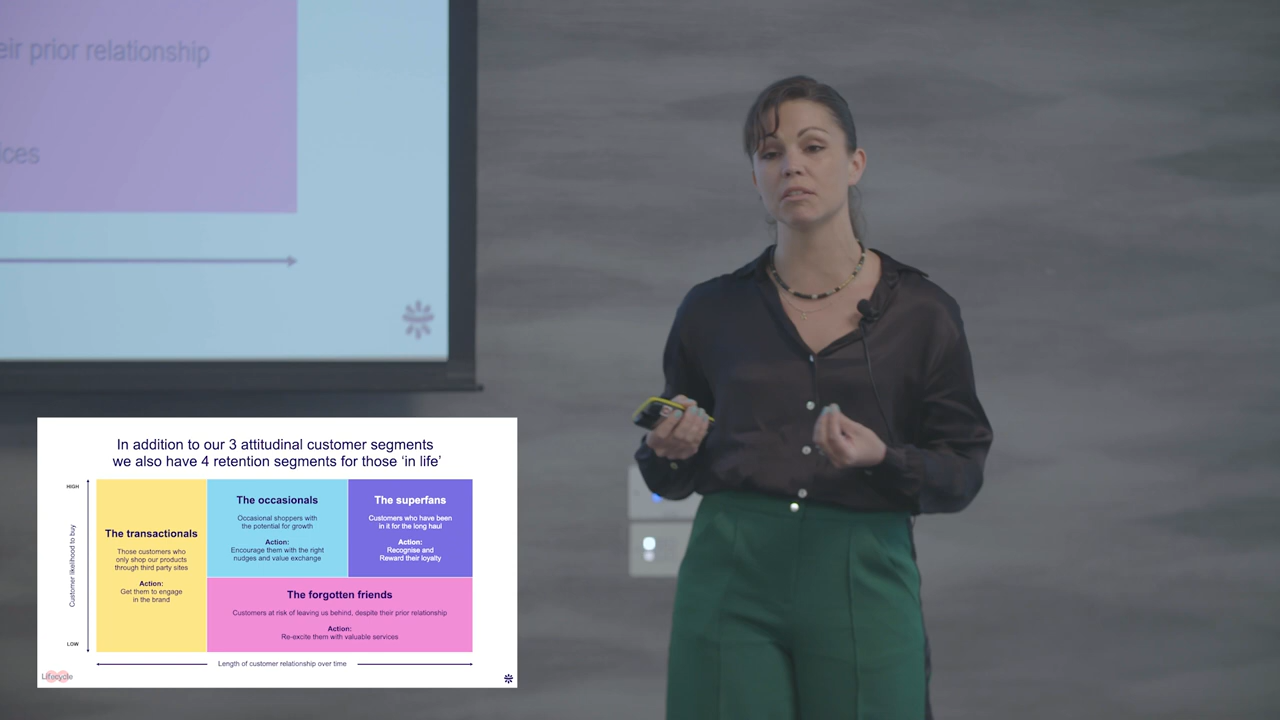 eir prior relationship
ices
In addition to our 3 attitudinal customer segments
we also have 4 retention segments for those ‘in life’
HIGH
Customer likelihood to buy
LOW
The transactionals
Those customers who
only shop our products
through third party sites
Action:
Get them to engage
in the brand
The occasionals
Occasional shoppers with
the potential for growth
Action:
Encourage them with the right
nudges and value exchange
The superfans
Customers who have been
in it for the long haul
Action:
Recognise and
Reward their loyalty
The forgotten friends
Customers at risk of leaving us behind, despite their prior relationship
Action:
Re-excite them with valuable services
Length of customer relationship over time
Lifecycle